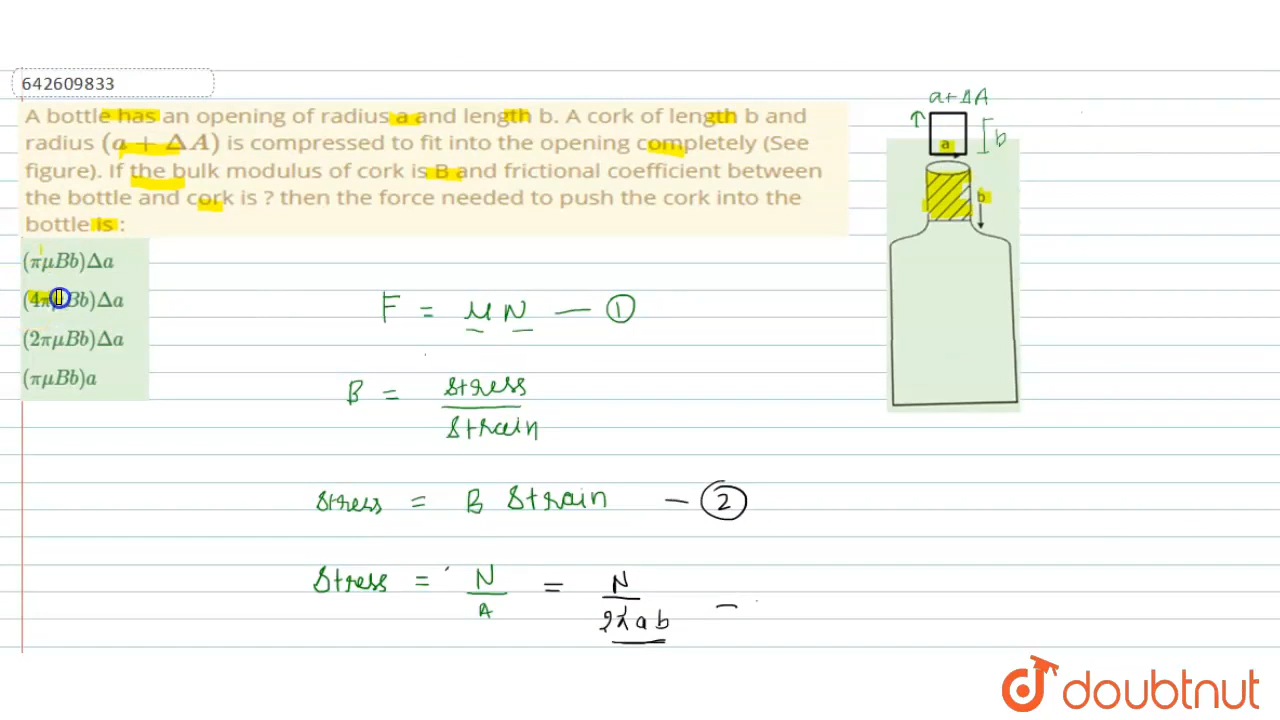 642609833
A bottle has an opening of radius a and length b. A cork of length b and
radius (a + ΔA) is compressed to fit into the opening completely (See
figure). If the bulk modulus of cork is B and frictional coefficient between
the bottle and cork is ? then the force needed to push the cork into the
bottle is :
(πμBb)Δa
(4πμBb)Δa
(2πμBb)Δa
(πμBb)a
a+ΔA
a
b
b
F = μ N — ①
B = Stress / Strain
Stress = B Strain — ②
Stress = N / A = N / 2πab —
doubtnut